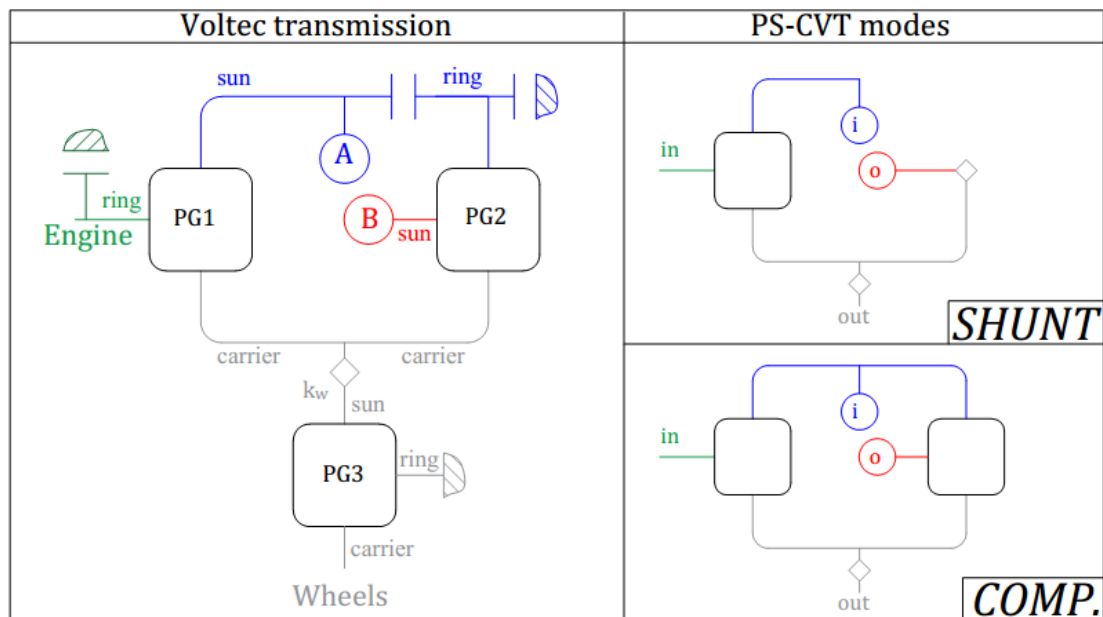 Voltec transmission
PS-CVT modes
sun
ring
A
ring
PG1
B
PG2
Engine
sun
carrier
carrier
kw
sun
PG3
ring
carrier
Wheels
i
in
o
out
SHUNT
i
in
o
out
COMP.